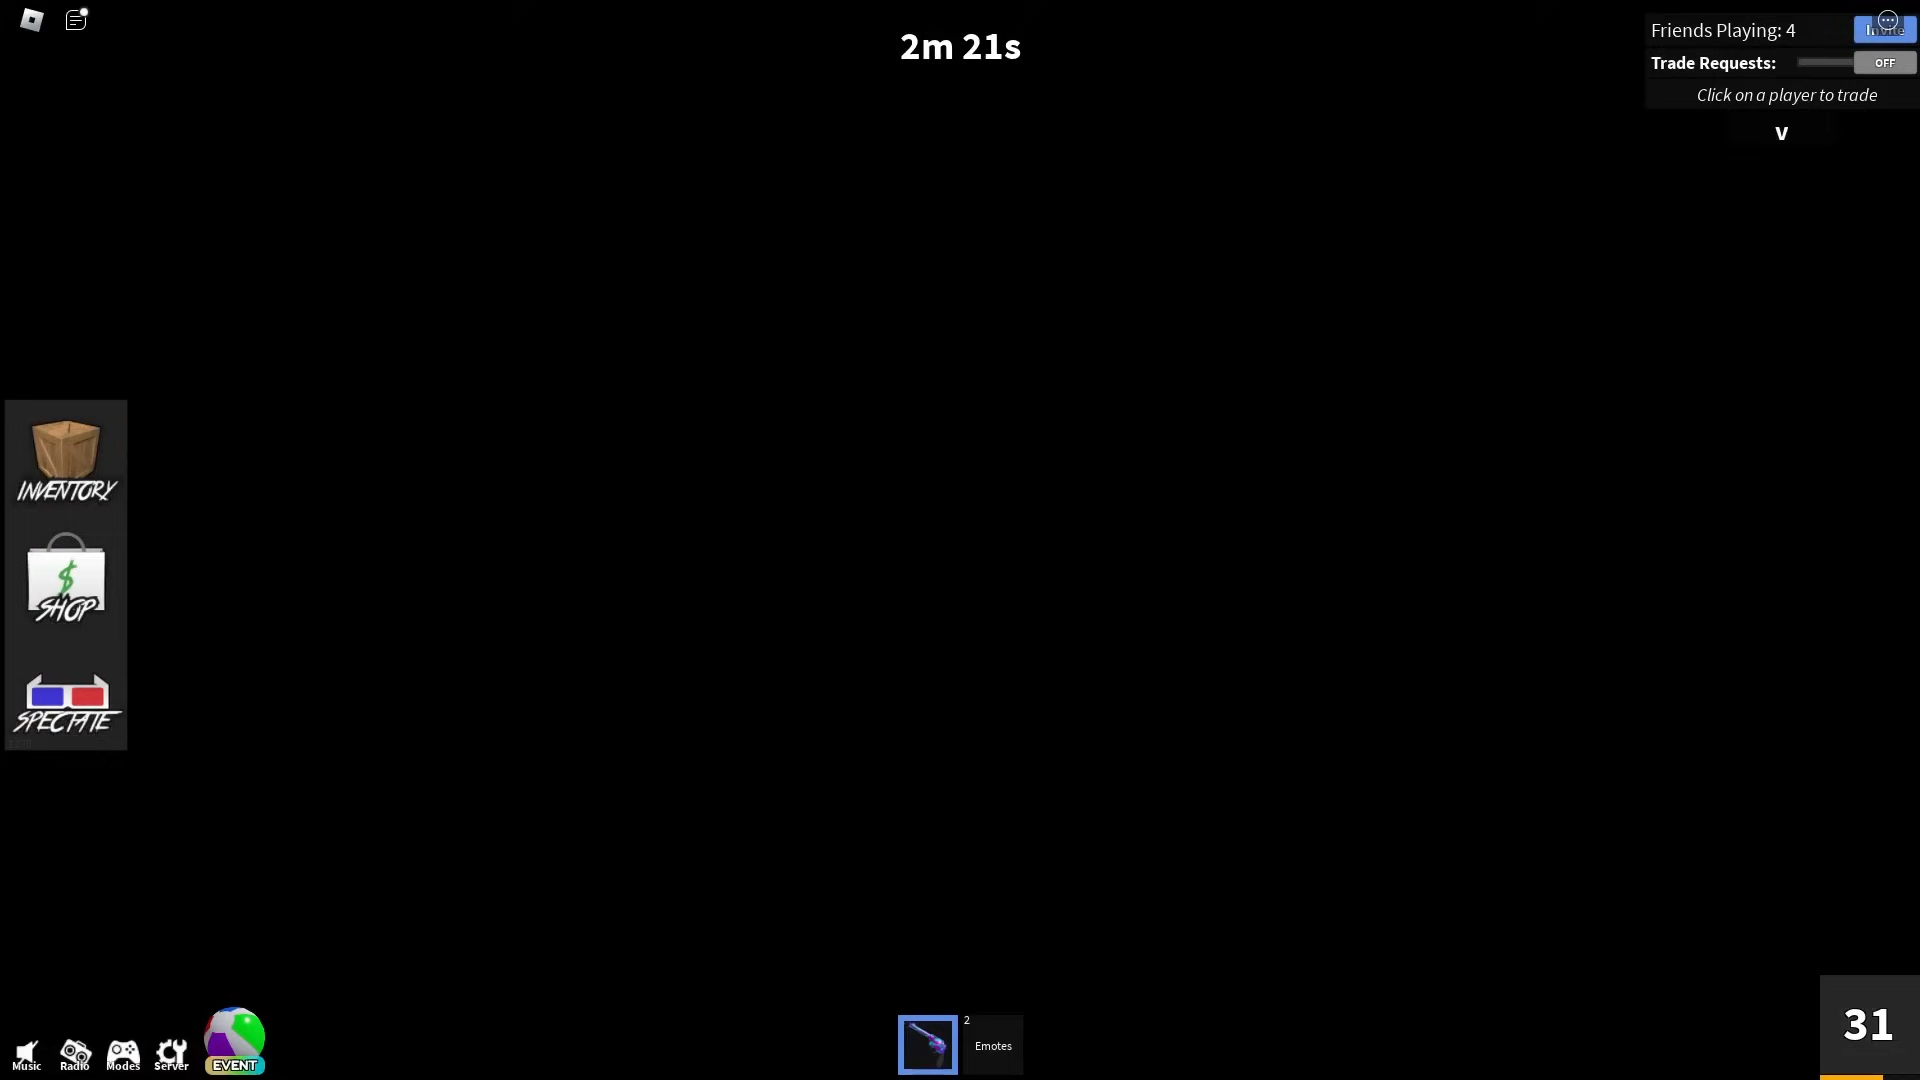 2m 21s
Friends Playing: 4
Invite
Trade Requests:
OFF
Click on a player to trade
v
INVENTORY
$
SHOP
SPECTATE
Music
Radio
Modes
Server
EVENT
2
Emotes
31